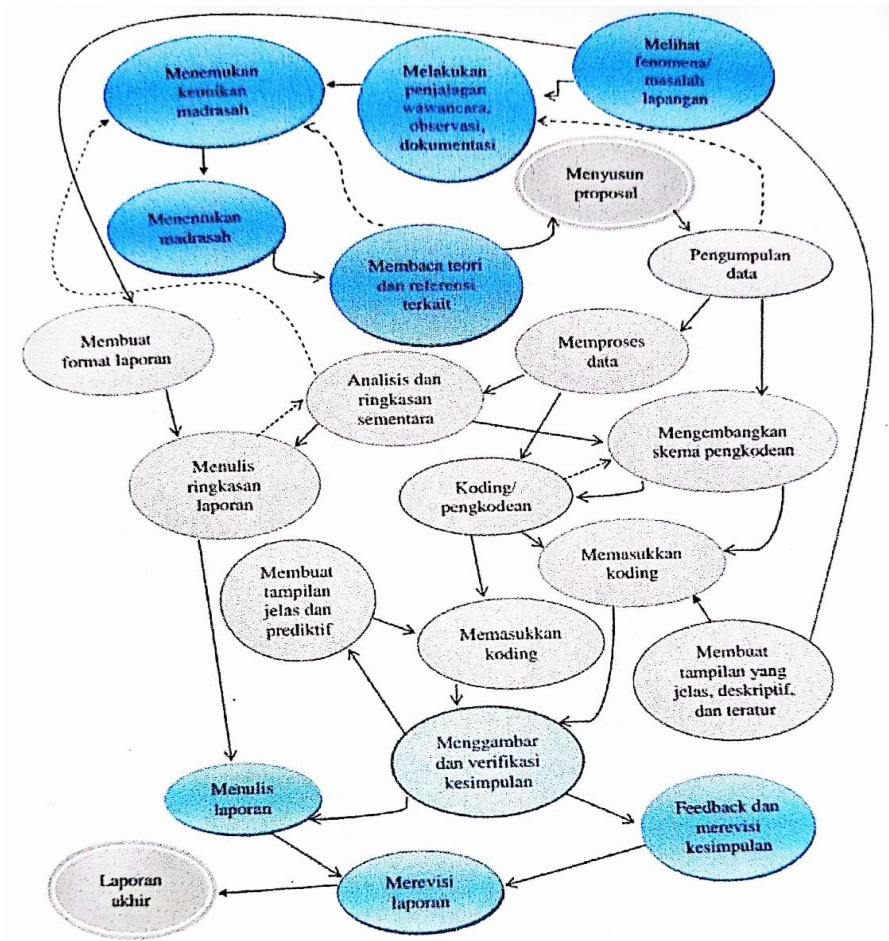 Melihat
fenomena/
masalah
lapangan
Menemukan
keunikan
madrasah
Melakukan
penjalagan
wawancara,
observasi,
dokumentasi
Menyusun
proposal
Menentukan
madrasah
Membaca teori
dan referensi
terkait
Pengumpulan
data
Membuat
format laporan
Memproses
data
Analisis dan
ringkasan
sementara
Mengembangkan
skema pengkodean
Menulis
ringkasan
laporan
Koding/
pengkodean
Memasukkan
koding
Membuat
tampilan
jelas dan
prediktif
Memasukkan
koding
Membuat
tampilan yang
jelas, deskriptif,
dan teratur
Menggambar
dan verifikasi
kesimpulan
Menulis
laporan
Feedback dan
merevisi
kesimpulan
Laporan
akhir
Merevisi
laporan